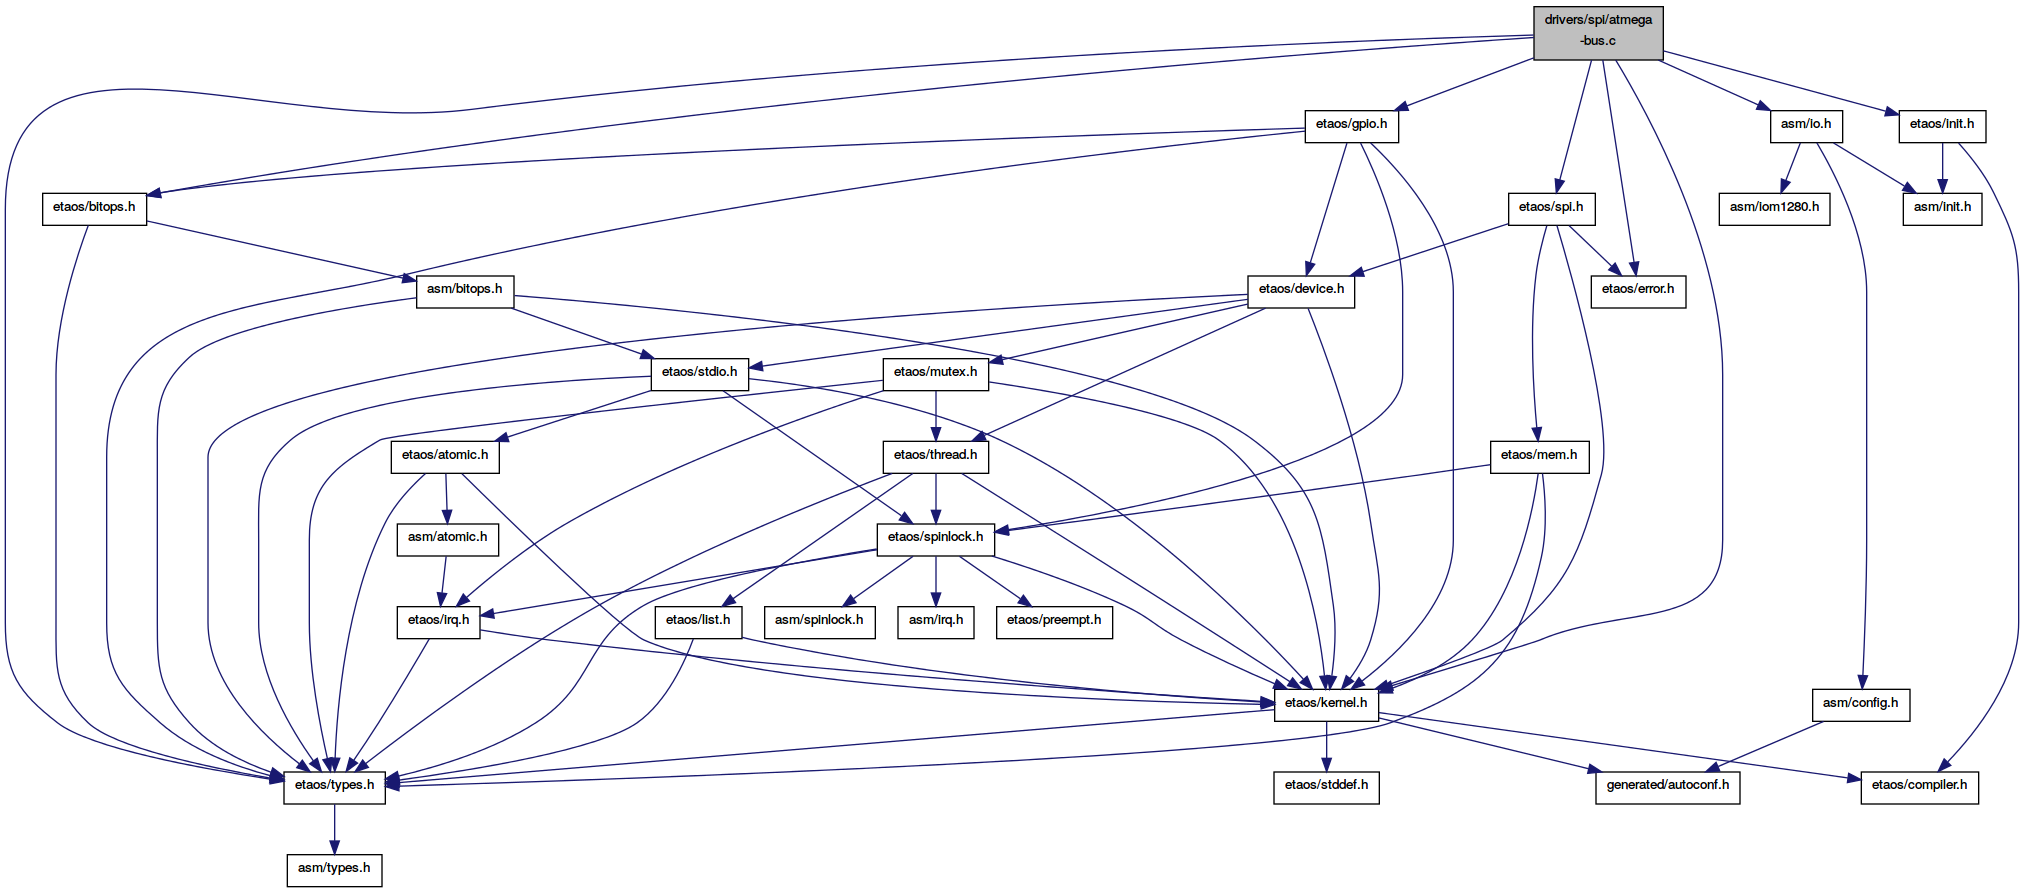 drivers/spi/atmega
-bus.c
etaos/gpio.h
asm/io.h
etaos/init.h
etaos/bitops.h
etaos/spi.h
asm/iom1280.h
asm/init.h
asm/bitops.h
etaos/device.h
etaos/error.h
etaos/stdio.h
etaos/mutex.h
etaos/atomic.h
etaos/thread.h
etaos/mem.h
asm/atomic.h
etaos/spinlock.h
etaos/irq.h
etaos/list.h
asm/spinlock.h
asm/irq.h
etaos/preempt.h
etaos/kernel.h
asm/config.h
etaos/types.h
etaos/stddef.h
generated/autoconf.h
etaos/compiler.h
asm/types.h